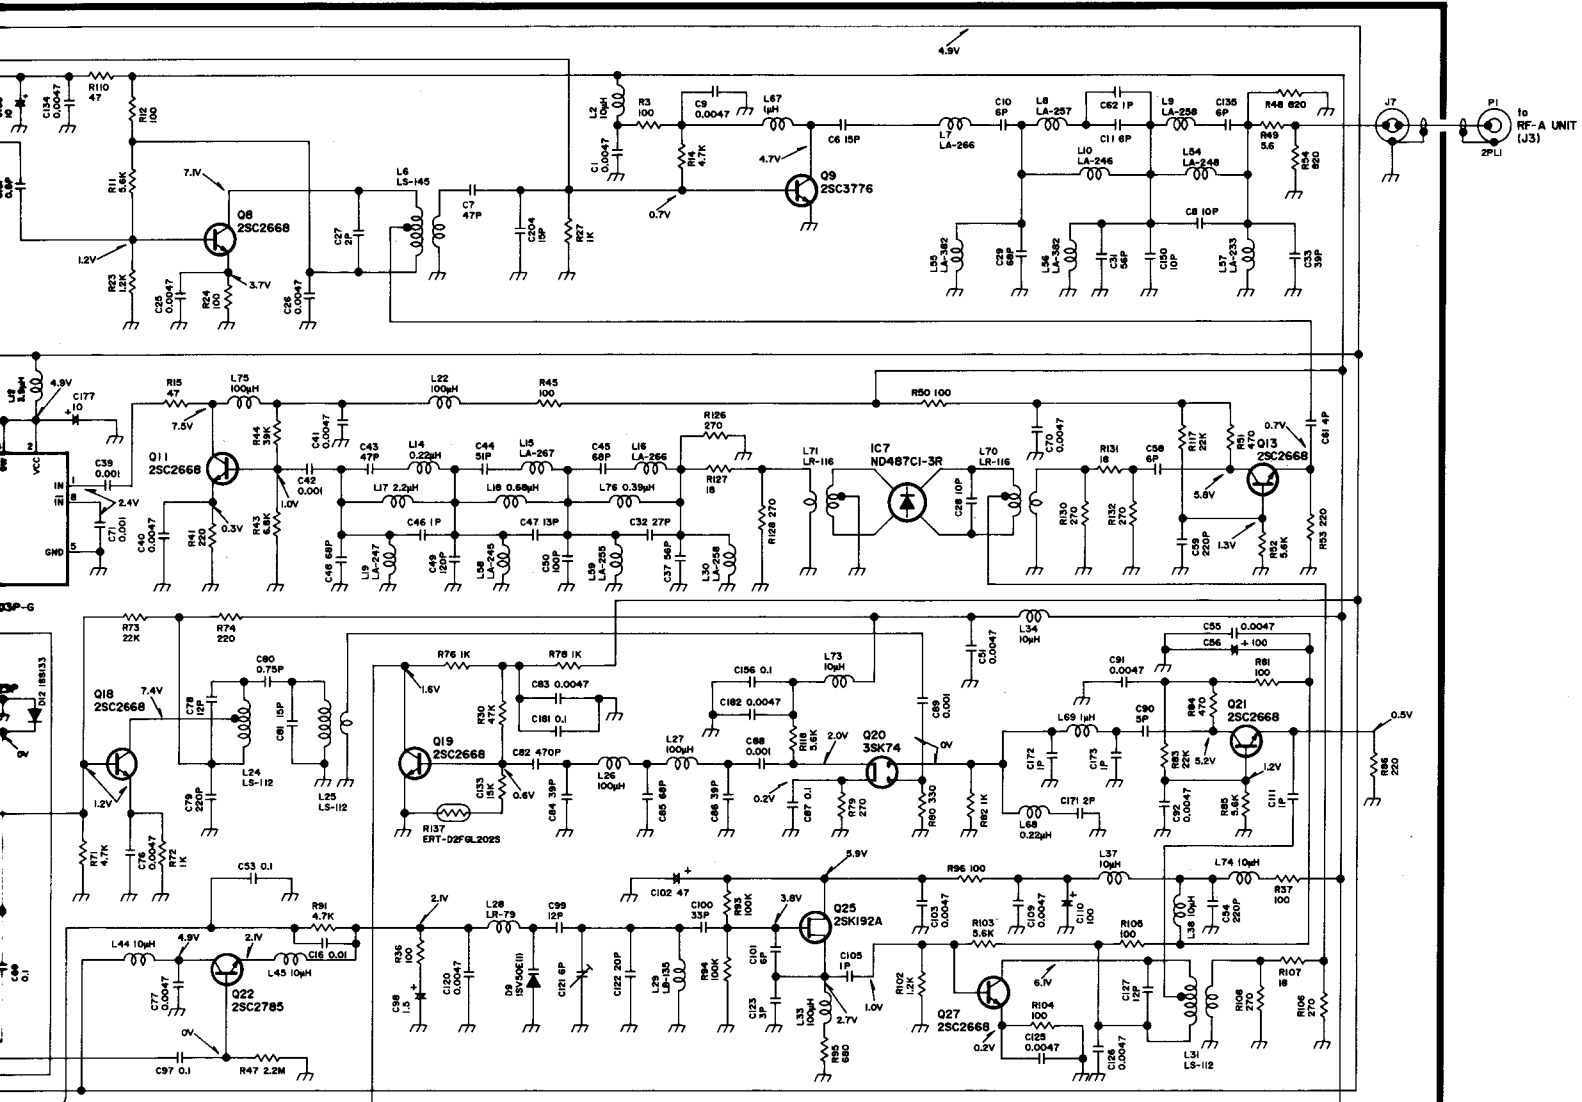 4.9V
C134 0.0047
R110
47
R12 100
L2 10μH
R3
100
C9
0.0047
L67
1μH
C10
6P
L8
LA-257
C62 1P
L9
LA-258
C135
6P
R48 820
J7
P1
to
RF-A UNIT
(J3)
2PL1
C1 0.0047
R14 4.7K
4.7V
C6 15P
L7
LA-266
C11 6P
L10
LA-246
L54
LA-248
R49
5.6
R54 820
R11 5.6K
7.1V
L6
LS-145
C7
47P
Q9
2SC3776
0.7V
Q8
2SC2668
C27 2P
C204 15P
R27 1K
C8 10P
1.2V
L55 LA-382
C29 68P
L56 LA-382
C31 56P
C150 10P
L57 LA-233
C33 39P
R23 1.2K
C25 0.0047
R24 100
3.7V
C26 0.0047
4.9V
C177
10
R15
47
L75
100μH
L22
100μH
R45
100
R50 100
7.5V
R44 39K
C41 0.0047
R126
270
C70 0.0047
R117 22K
R51 470
0.7V
C61 4P
2
VCC
C39
0.001
Q11
2SC2668
C43
47P
L14
0.22μH
C44
51P
L15
LA-267
C45
68P
L16
LA-266
L71
LR-116
IC7
ND487C1-3R
L70
LR-116
R131
18
C58
6P
Q13
2SC2668
IN 1
2.4V
IN 8
C42
0.001
1.0V
L17 2.2μH
L18 0.68μH
L76 0.39μH
R127
18
C28 10P
5.8V
C71 0.001
0.3V
C46 1P
C47 13P
C32 27P
R128 270
R130 270
R132 270
1.3V
R53 220
GND 5
C40 0.0047
R41 220
R43 6.8K
C48 68P
L19 LA-247
C49 120P
L58 LA-245
C50 100P
L59 LA-255
C37 56P
L30 LA-258
C59 220P
R52 5.6K
R73
22K
R74
220
L34
10μH
C55 0.0047
C56 100
D12 1SS133
C80
0.75P
R76 1K
R78 1K
C51 0.0047
L73
10μH
C156 0.1
C91
0.0047
R81
100
Q18
2SC2668
7.4V
C78 12P
C81 15P
1.6V
C83 0.0047
C181 0.1
R30 47K
C182 0.0047
C89 0.001
R84 470
Q21
2SC2668
0.5V
0V
R118 5.6K
Q20
3SK74
2.0V
0V
L69 1μH
C90
5P
Q19
2SC2668
C82 470P
L27
100μH
C88
0.001
C172 1P
C173 1P
R83 22K
5.2V
1.2V
R86 220
L24
LS-112
L25
LS-112
C133 15K
0.6V
L26
100μH
0.2V
1.2V
C79 220P
R137
ERT-D2FGL202S
C84 39P
C85 68P
C86 39P
C87 0.1
R79 270
R80 330
R82 1K
L68
0.22μH
C171 2P
C92 0.0047
R85 5.6K
C111 1P
R71 4.7K
C76 0.0047
R72 1K
C53 0.1
5.9V
C102 47
R93 100K
R96 100
L37
10μH
L74 10μH
R37
100
R91
4.7K
2.1V
L28
LR-79
C99
12P
C100
33P
3.8V
Q25
2SK192A
C103 0.0047
C109 0.0047
C110 100
L38 10μH
C54 220P
L44 10μH
4.9V
2.1V
C16 0.01
L45 10μH
R36 100
R103
5.6K
R105
100
C77 0.0047
Q22
2SC2785
C98 1.5
C120 0.0047
D9 1SV50E111
C121 6P
C122 20P
L29 LB-135
R94 100K
C101 6P
C105
1P
1.0V
R102 1.2K
6.1V
C127 12P
R107
18
R108 270
R106 270
0V
C123 3P
L33 100μH
2.7V
Q27
2SC2668
R104
100
0.2V
C125
0.0047
C126 0.0047
L31
LS-112
C97 0.1
R47 2.2M
R95 680